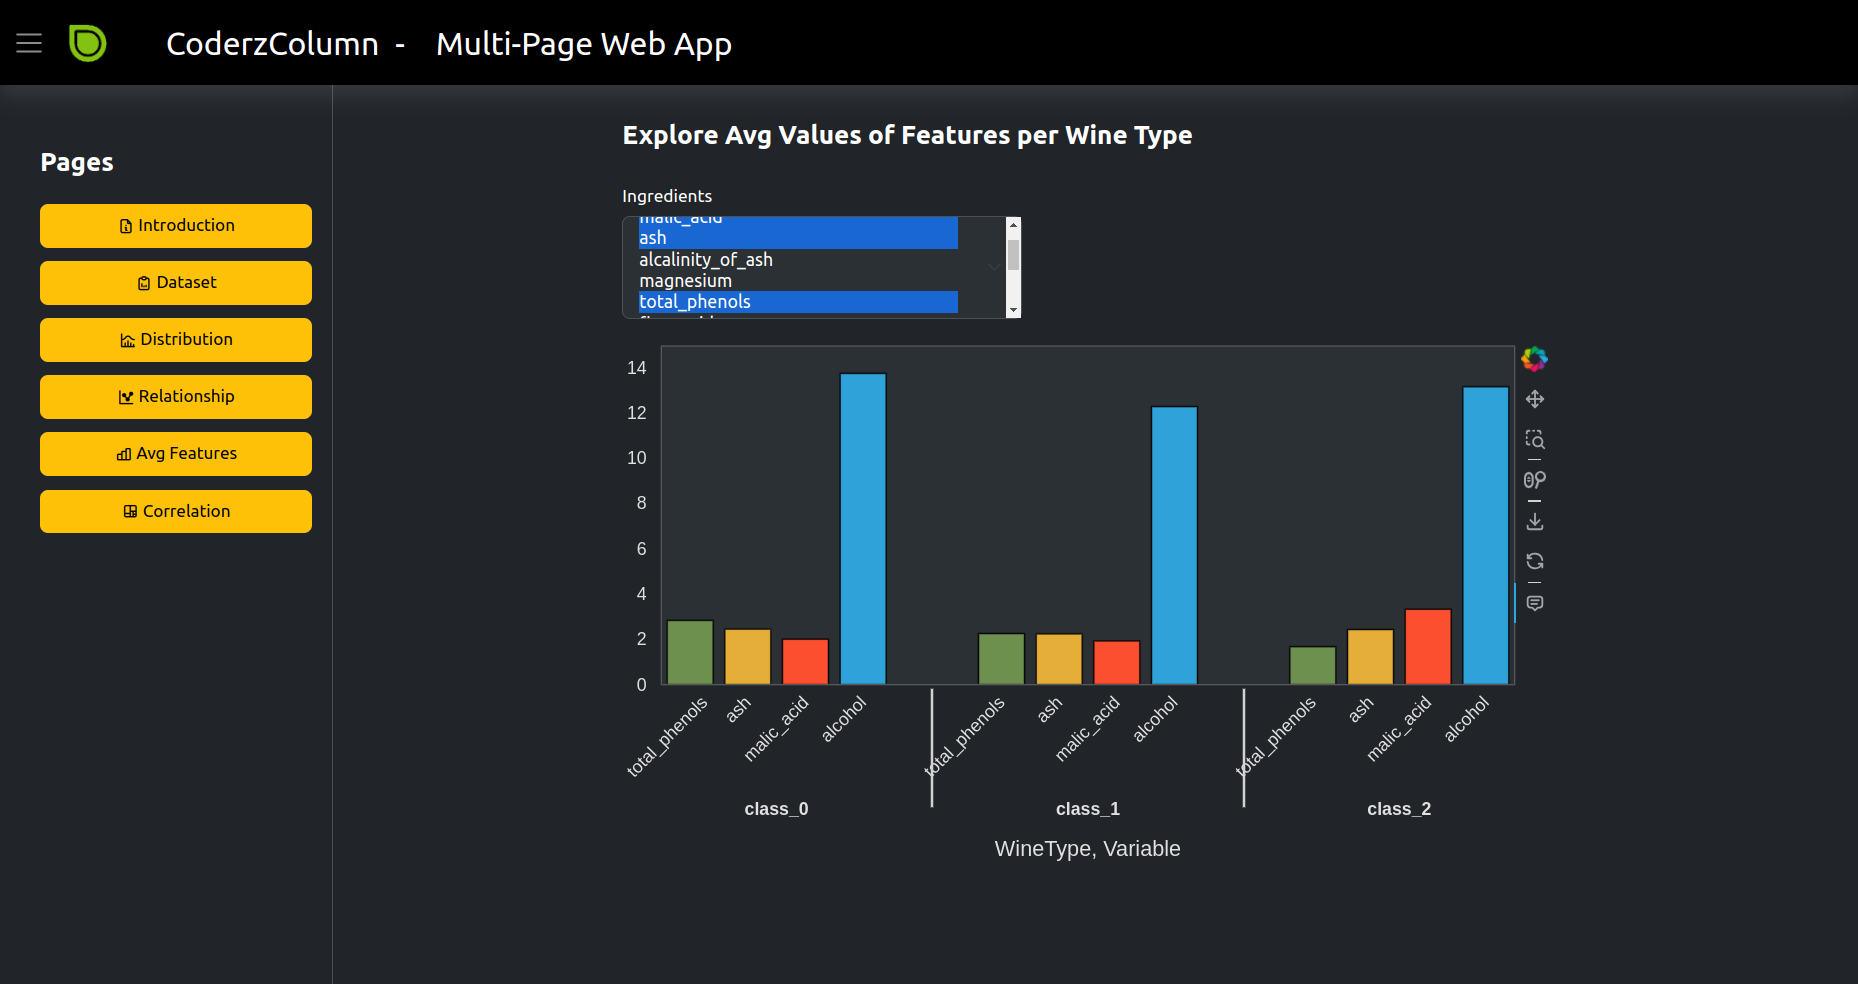 CoderzColumn - Multi-Page Web App
Pages
Introduction
Dataset
Distribution
Relationship
Avg Features
Correlation
Explore Avg Values of Features per Wine Type
Ingredients
malic_acid
ash
alcalinity_of_ash
magnesium
total_phenols
14
12
10
8
6
4
2
0
total_phenols ash malic_acid alcohol total_phenols ash malic_acid alcohol total_phenols ash malic_acid alcohol
class_0 class_1 class_2
WineType, Variable